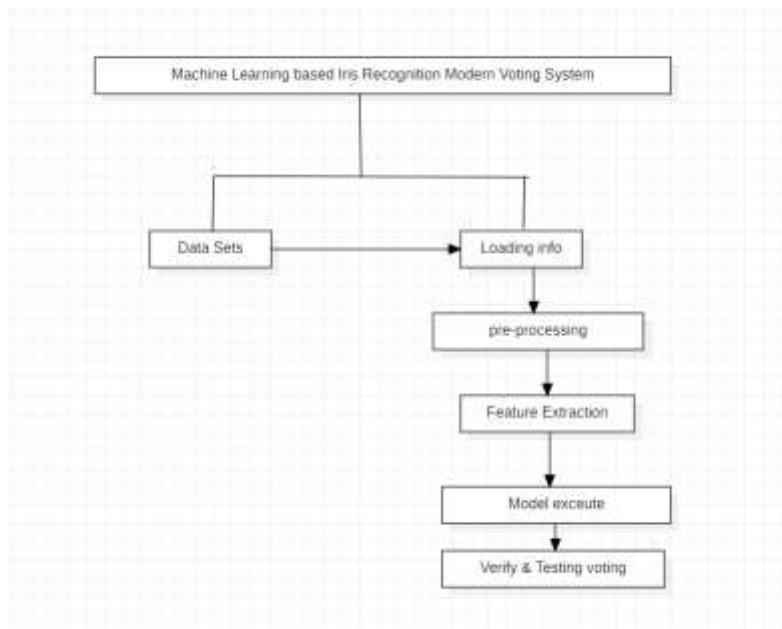 Machine Learning based Iris Recognition Modern Voting System
Data Sets
Loading info
pre-processing
Feature Extraction
Model exceute
Verify & Testing voting